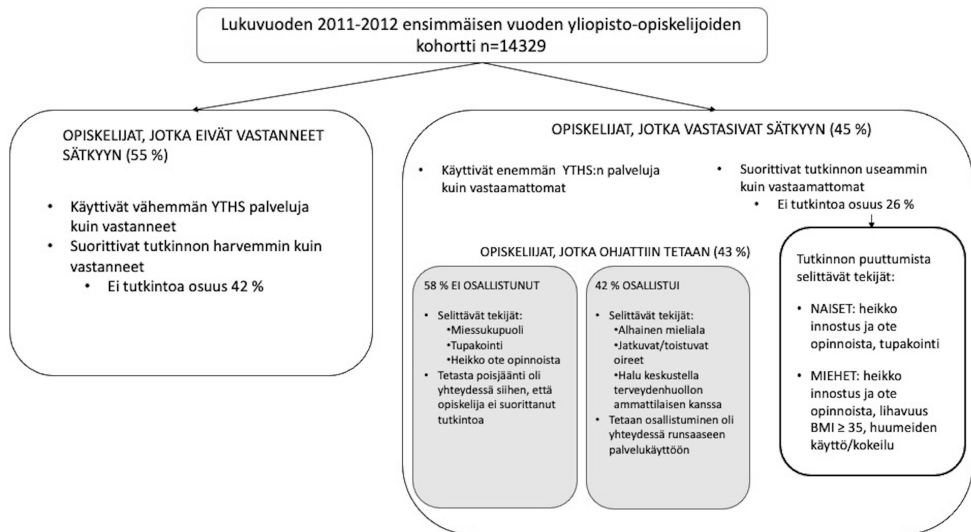 Lukuvuoden 2011-2012 ensimmäisen vuoden yliopisto-opiskelijoiden
kohortti n=14329
OPISKELIJAT, JOTKA EIVÄT VASTANNEET
SÄTKYYN (55 %)
• Käyttivät vähemmän YTHS palveluja
kuin vastanneet
• Suorittivat tutkinnon harvemmin kuin
vastanneet
• Ei tutkintoa osuus 42 %
OPISKELIJAT, JOTKA VASTASIVAT SÄTKYYN (45 %)
• Käyttivät enemmän YTHS:n palveluja
kuin vastaamattomat
• Suorittivat tutkinnon useammin
kuin vastaamattomat
• Ei tutkintoa osuus 26 %
OPISKELIIJAT, JOTKA OHJATTIIN TETAAN (43 %)
58 % EI OSALLISTUNUT
• Selittävät tekijät:
•Miessukupuoli
•Tupakointi
•Heikko ote opinnoista
• Tetasta poisjäänti oli
yhteydessä siihen, että
opiskelija ei suorittanut
tutkintoa
42 % OSALLISTUI
• Selittävät tekijät:
•Alhainen mieliala
•Jatkuvat/toistuvat
oireet
•Halu keskustella
terveydenhuollon
ammattilaisen kanssa
• Tetaan osallistuminen oli
yhteydessä runsaaseen
palvelukäyttöön
Tutkinnon puuttumista
selittävät tekijät:
• NAISET: heikko
innostus ja ote
opinnoista, tupakointi
• MIEHET: heikko
innostus ja ote
opinnoista, lihavuus
BMI ≥ 35, huumeiden
käyttö/kokeilu